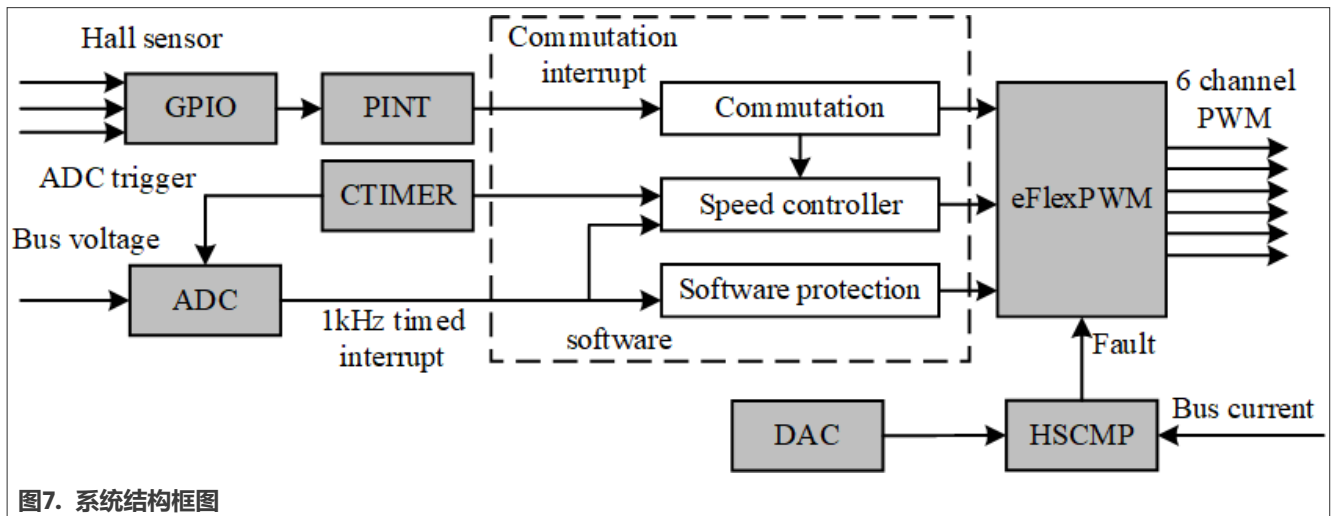 Hall sensor
GPIO
PINT
Commutation
interrupt
Commutation
6 channel
PWM
ADC trigger
CTIMER
Speed controller
eFlexPWM
Bus voltage
ADC
1kHz timed
interrupt
Software protection
software
Fault
DAC
HSCMP
Bus current
图7. 系统结构框图